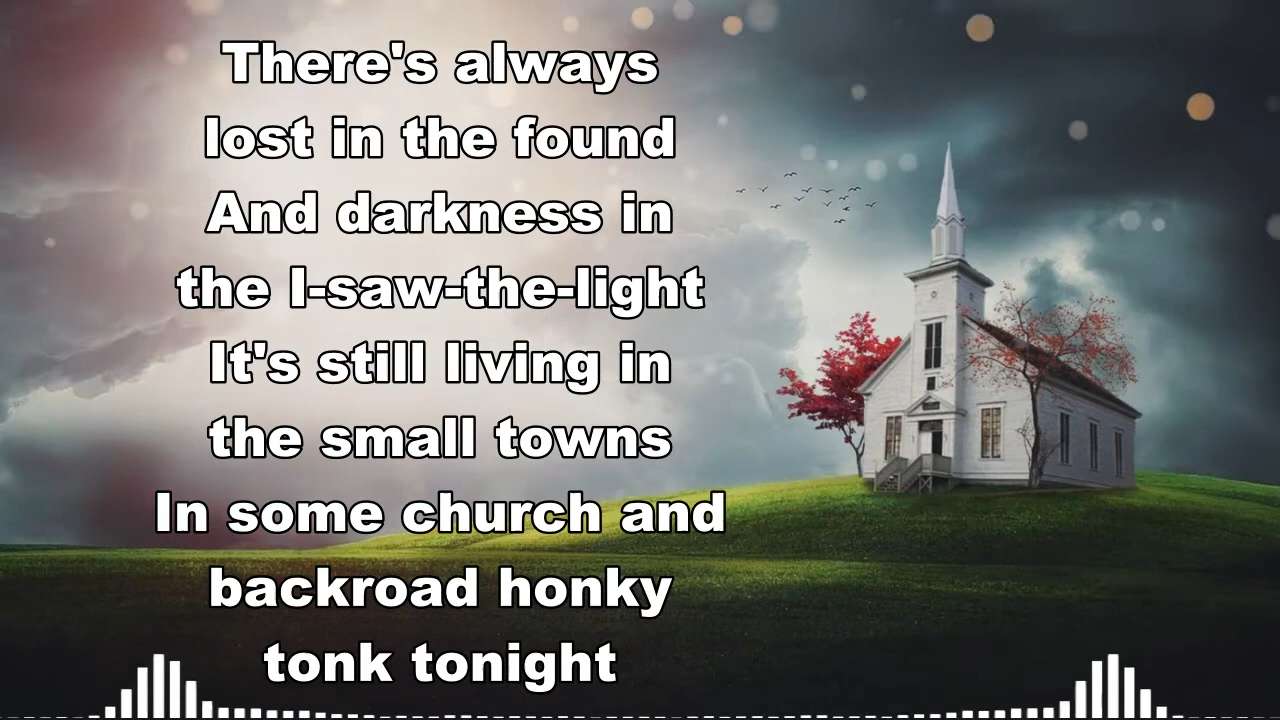 There's always
lost in the found
And darkness in
the I-saw-the-light
It's still living in
the small towns
In some church and
backroad honky
tonk tonight